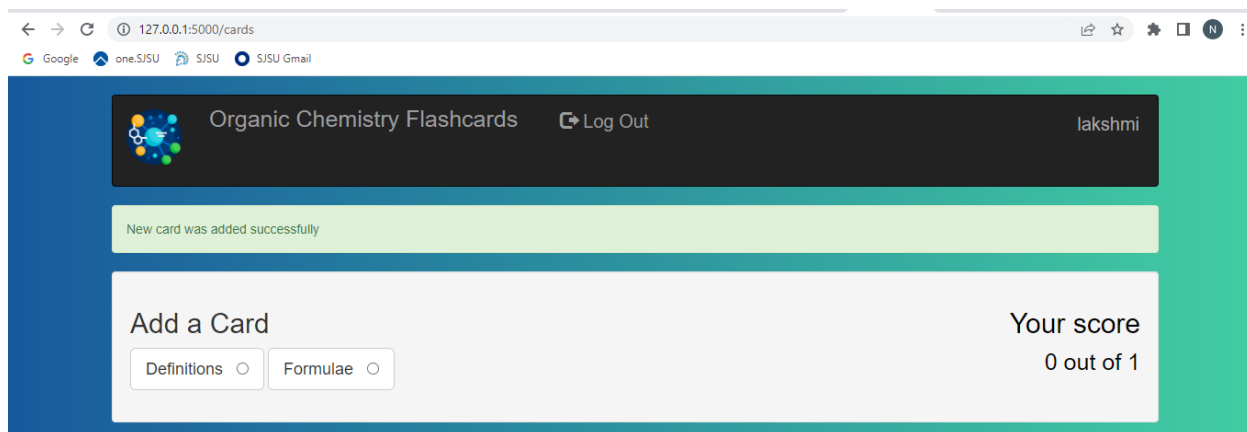 127.0.0.1:5000/cards
N
Google one.SJSU SJSU SJSU Gmail
Organic Chemistry Flashcards Log Out lakshmi
New card was added successfully
Add a Card
Your score
Definitions Formulae
0 out of 1